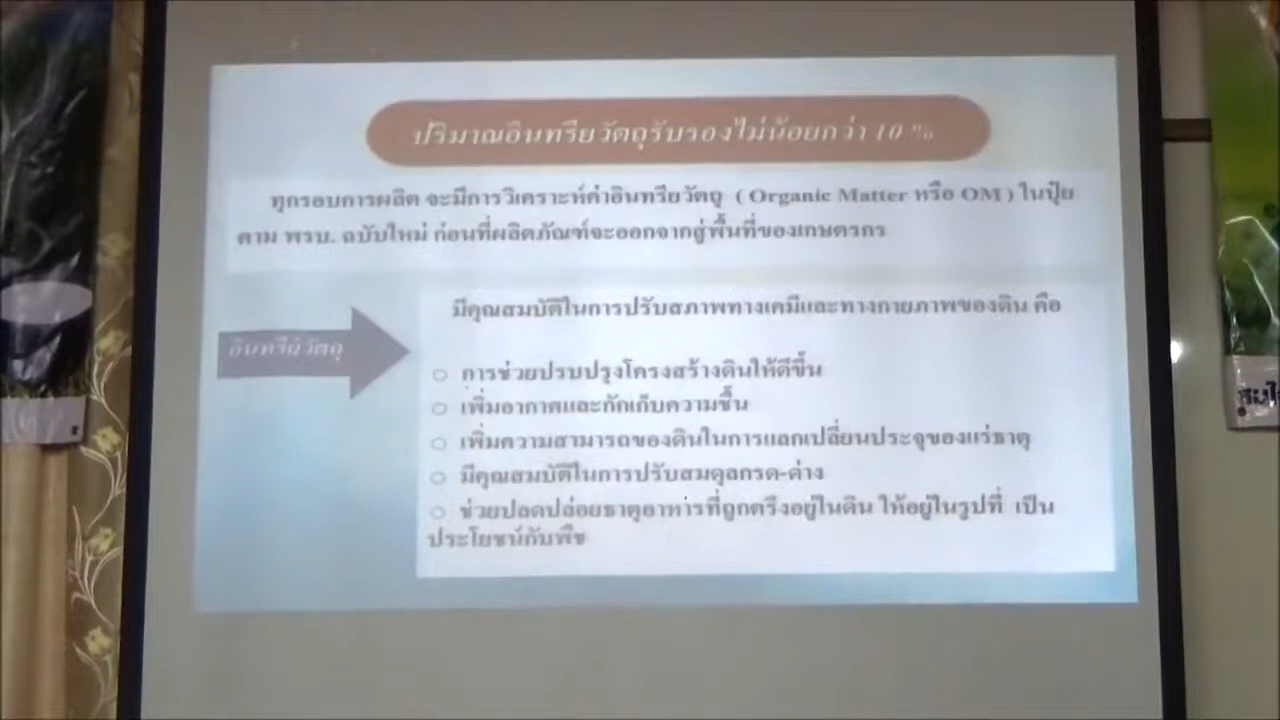 ปริมาณอินทรียวัตถุรับรองไม่น้อยกว่า 10 %
ทุกรอบการผลิต จะมีการวิเคราะห์ค่าอินทรียวัตถุ ( Organic Matter หรือ OM ) ในปุ๋ย
ตาม พรบ. ฉบับใหม่ ก่อนที่ผลิตภัณฑ์จะออกจากสู่พื้นที่ของเกษตรกร
มีคุณสมบัติในการปรับสภาพทางเคมีและทางกายภาพของดิน คือ
อินทรีย์วัตถุ
○ การช่วยปรบปรุงโครงสร้างดินให้ดีขึ้น
○ เพิ่มอากาศและกักเก็บความชื้น
○ เพิ่มความสามารถของดินในการแลกเปลี่ยนประจุของแร่ธาตุ
○ มีคุณสมบัติในการปรับสมดุลกรด-ด่าง
○ ช่วยปลดปล่อยธาตุอาหารที่ถูกตรึงอยู่ในดิน ให้อยู่ในรูปที่ เป็น
ประโยชน์กับพืช